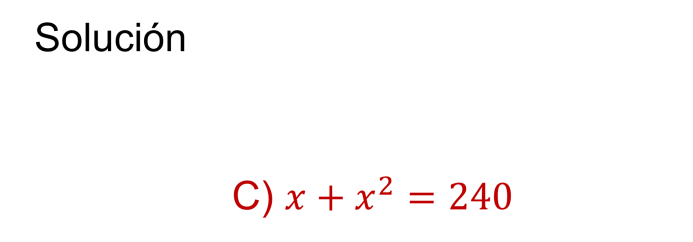 Solución
C) x + x² = 240